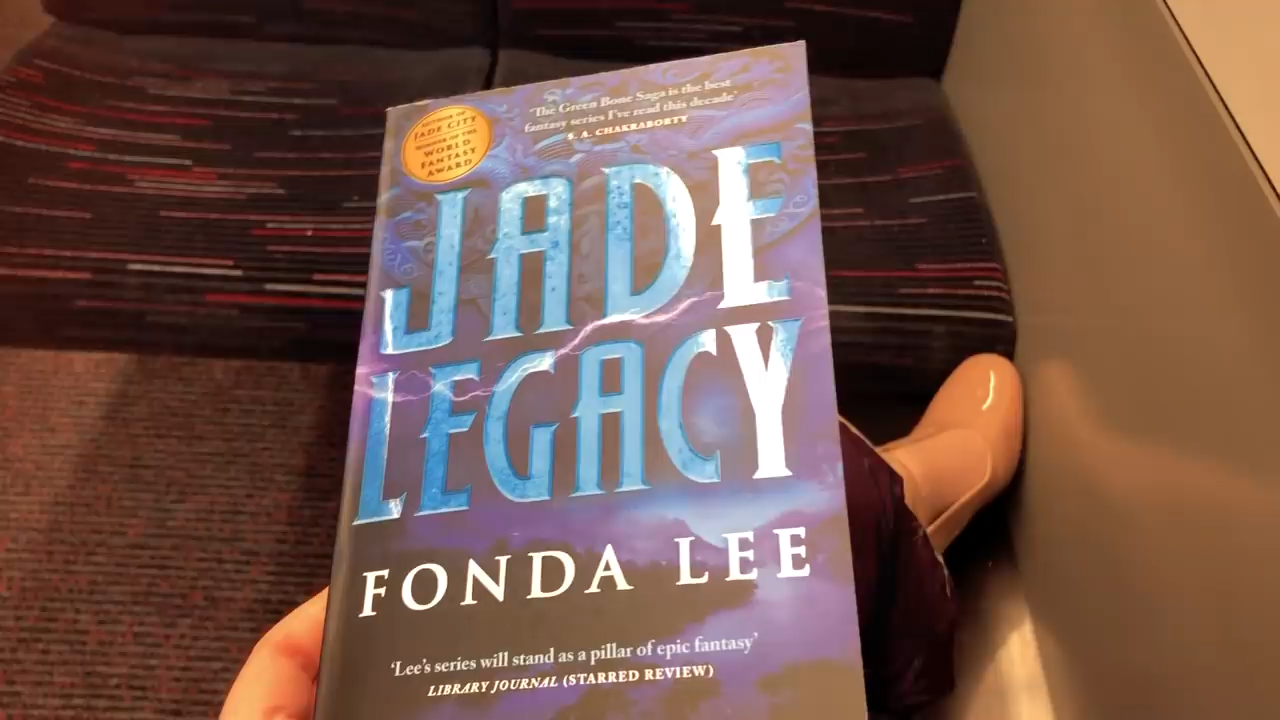 AUTHOR OF
JADE CITY
WINNER OF THE
WORLD
FANTASY
AWARD
'The Green Bone Saga is the best
fantasy series I've read this decade'
S. A. CHAKRABORTY
JADE
LEGACY
FONDA LEE
'Lee's series will stand as a pillar of epic fantasy'
LIBRARY JOURNAL (STARRED REVIEW)